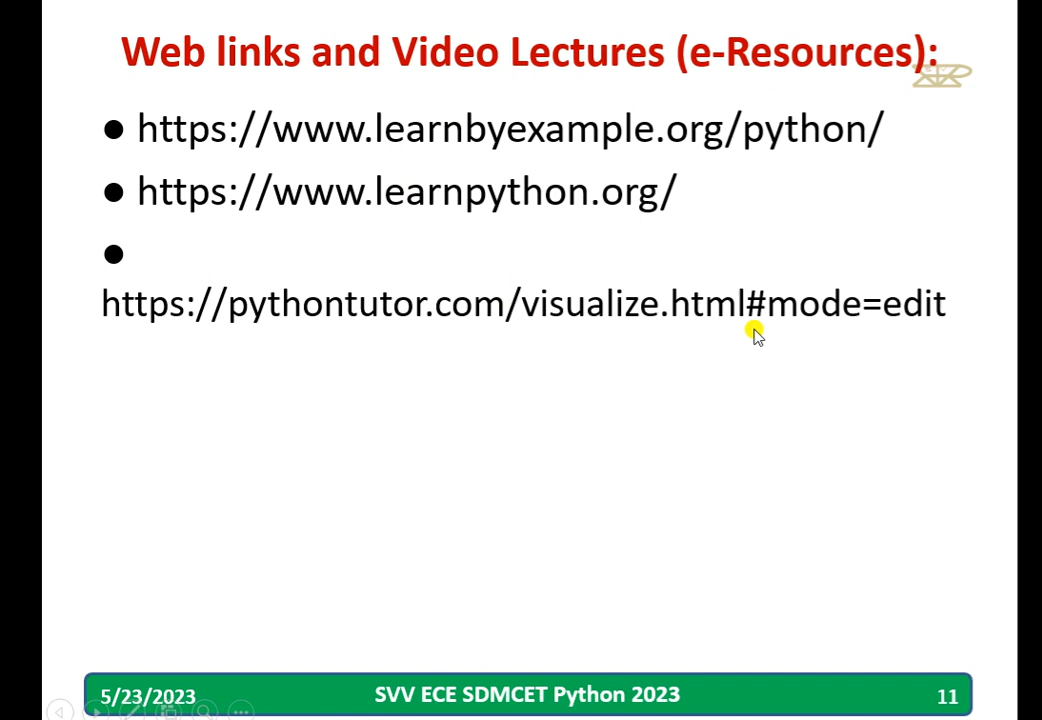 Web links and Video Lectures (e-Resources):
● https://www.learnbyexample.org/python/
● https://www.learnpython.org/
●
https://pythontutor.com/visualize.html#mode=edit
5/23/2023 SVV ECE SDMCET Python 2023 11